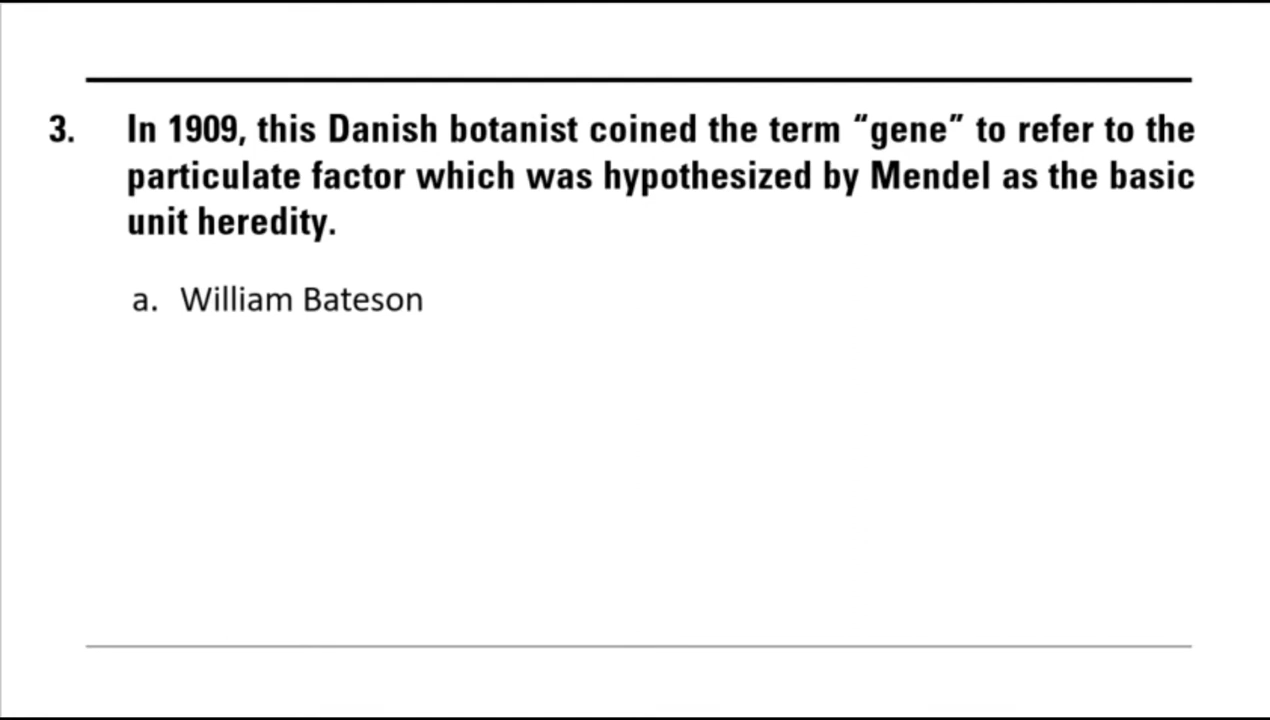 3. In 1909, this Danish botanist coined the term “gene” to refer to the
particulate factor which was hypothesized by Mendel as the basic
unit heredity.
a. William Bateson